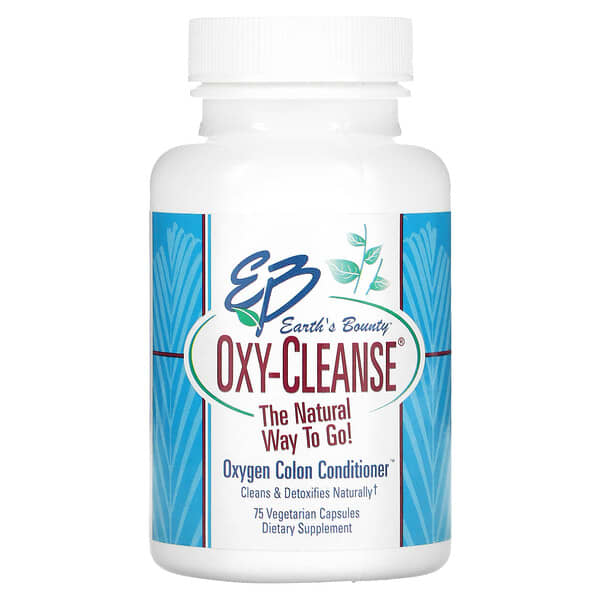 EB
Earth's Bounty™
OXY-CLEANSE®
The Natural
Way To Go!
Oxygen Colon Conditioner™
Cleans & Detoxifies Naturally†
75 Vegetarian Capsules
Dietary Supplement